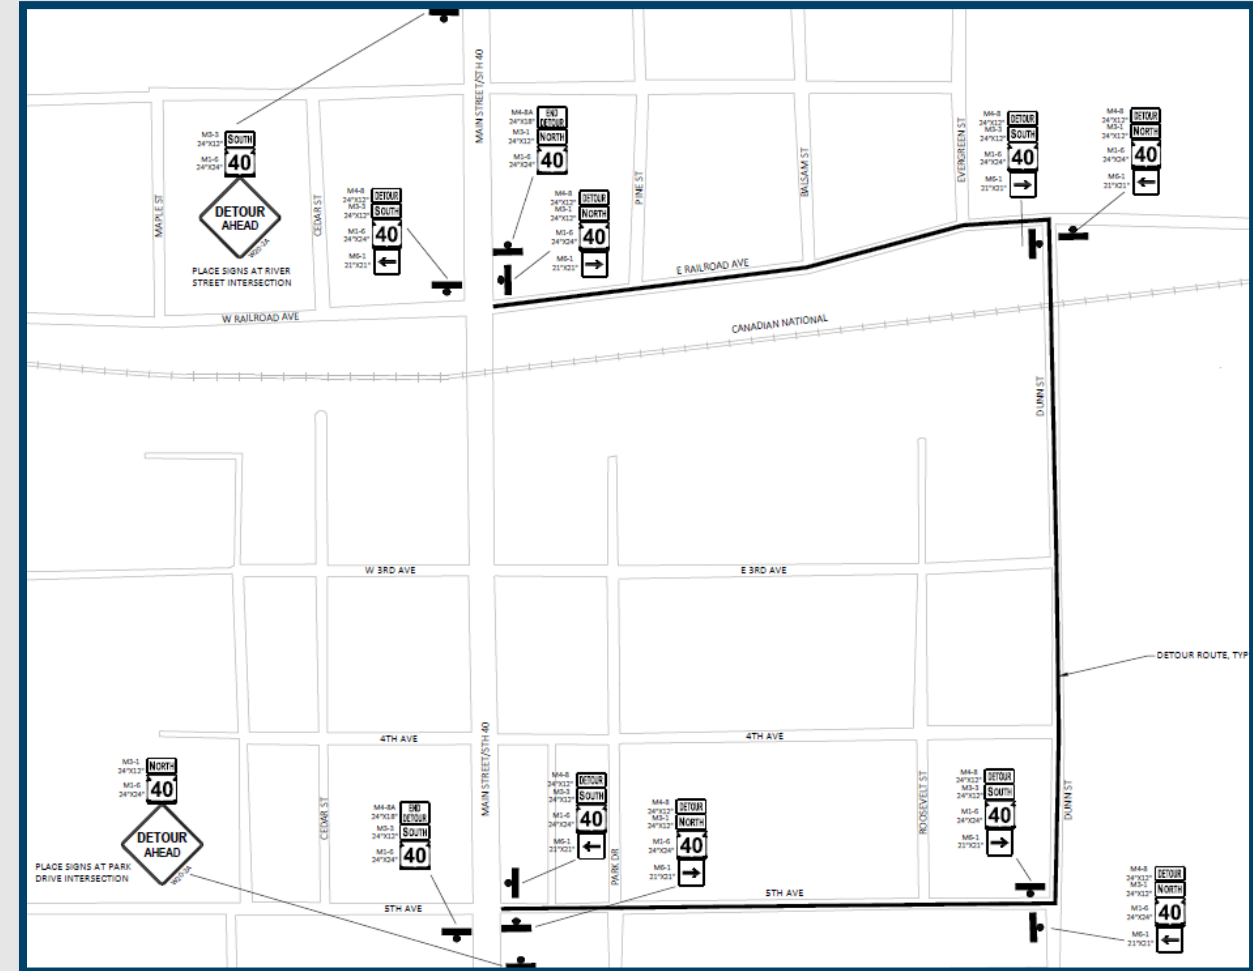 MAIN STREET/STH 40
M3-3
24"X12"
SOUTH
M1-6
24"X24"
40
DETOUR
AHEAD
W20-2A
PLACE SIGNS AT RIVER
STREET INTERSECTION
MAPLE ST
CEDAR ST
M4-8
24"X12"
DETOUR
M3-3
24"X12"
SOUTH
M1-6
24"X24"
40
M6-1
21"X21"
M4-8A
24"X18"
END
DETOUR
M3-1
24"X12"
NORTH
M1-6
24"X24"
40
M4-8
24"X12"
DETOUR
M3-1
24"X12"
NORTH
M1-6
24"X24"
40
M6-1
21"X21"
PINE ST
BALSAM ST
EVERGREEN ST
M4-8
24"X12"
DETOUR
M3-3
24"X12"
SOUTH
M1-6
24"X24"
40
M6-1
21"X21"
M4-8
24"X12"
DETOUR
M3-1
24"X12"
NORTH
M1-6
24"X24"
40
M6-1
21"X21"
E RAILROAD AVE
W RAILROAD AVE
CANADIAN NATIONAL
DUNN ST
W 3RD AVE
E 3RD AVE
DETOUR ROUTE, TYP
4TH AVE
4TH AVE
MAIN STREET/STH 40
M3-1
24"X12"
NORTH
M1-6
24"X24"
40
DETOUR
AHEAD
W20-2A
PLACE SIGNS AT PARK
DRIVE INTERSECTION
CEDAR ST
M4-8A
24"X18"
END
DETOUR
M3-3
24"X12"
SOUTH
M1-6
24"X24"
40
M4-8
24"X12"
DETOUR
M3-3
24"X12"
SOUTH
M1-6
24"X24"
40
M6-1
21"X21"
PARK DR
M4-8
24"X12"
DETOUR
M3-1
24"X12"
NORTH
M1-6
24"X24"
40
M6-1
21"X21"
ROOSEVELT ST
M4-8
24"X12"
DETOUR
M3-3
24"X12"
SOUTH
M1-6
24"X24"
40
M6-1
21"X21"
DUNN ST
M4-8
24"X12"
DETOUR
M3-1
24"X12"
NORTH
M1-6
24"X24"
40
M6-1
21"X21"
5TH AVE
5TH AVE